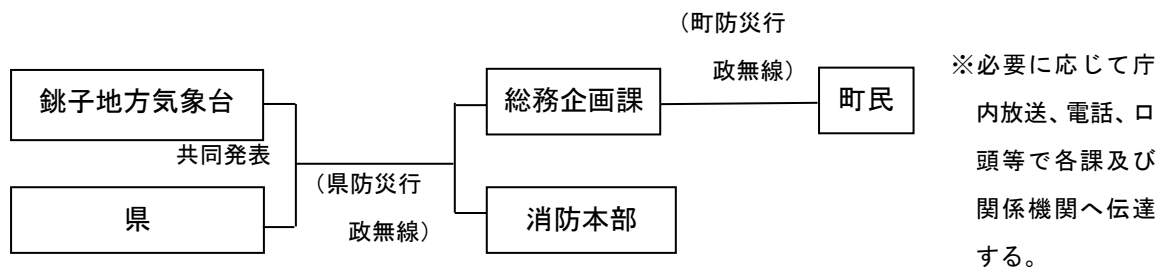 （町防災行
政無線）
銚子地方気象台
総務企画課
町民
共同発表
（県防災行
政無線）
県
消防本部
※必要に応じて庁
内放送、電話、口
頭等で各課及び
関係機関へ伝達
する。